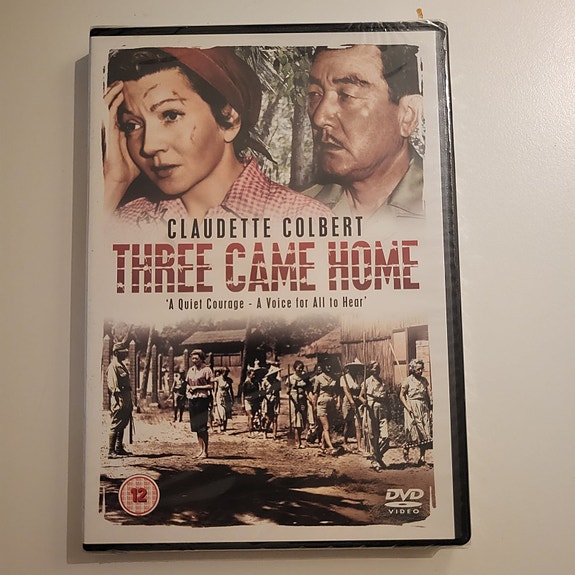 CLAUDETTE COLBERT
THREE CAME HOME
'A Quiet Courage - A Voice for All to Hear'
12
DVD
VIDEO